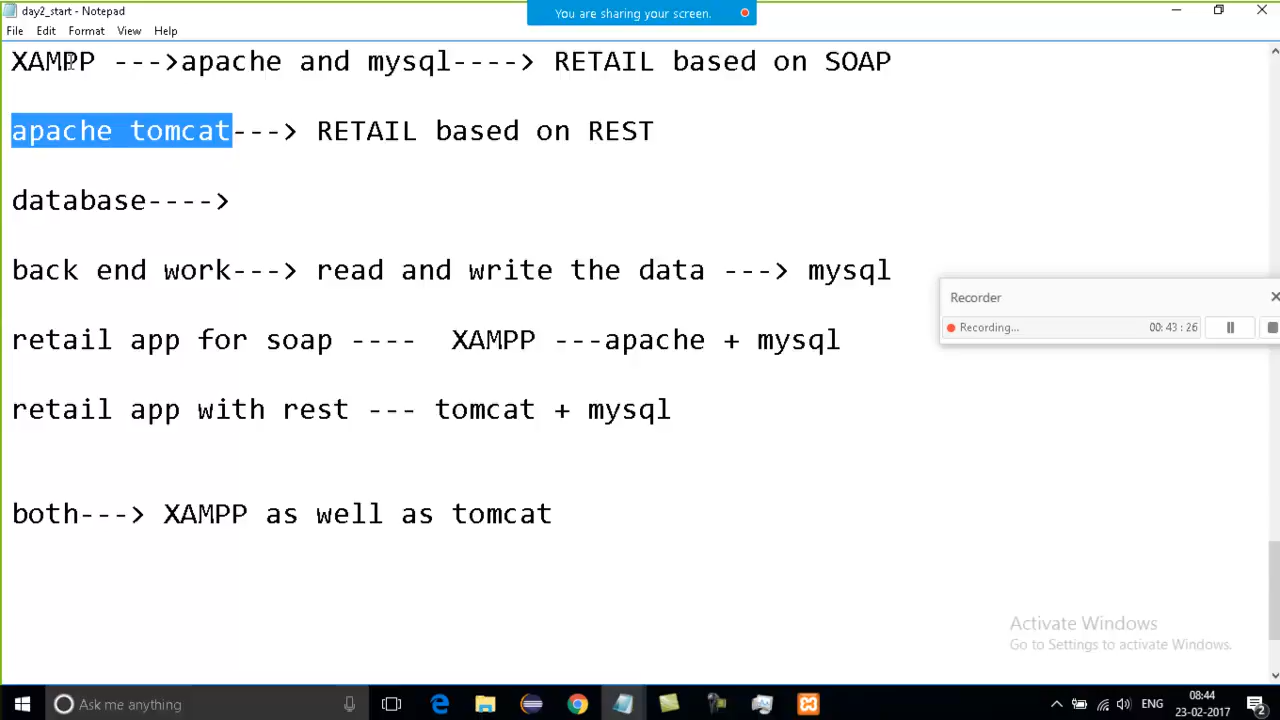 day2_start - Notepad
You are sharing your screen.
File Edit Format View Help
XAMPP --->apache and mysql----> RETAIL based on SOAP
apache tomcat---> RETAIL based on REST
database---->
back end work---> read and write the data ---> mysql
Recorder
Recording... 00:43:26
retail app for soap ---- XAMPP ---apache + mysql
retail app with rest --- tomcat + mysql
both---> XAMPP as well as tomcat
Activate Windows
Go to Settings to activate Windows.
Ask me anything
ENG
08:44
23-02-2017
2